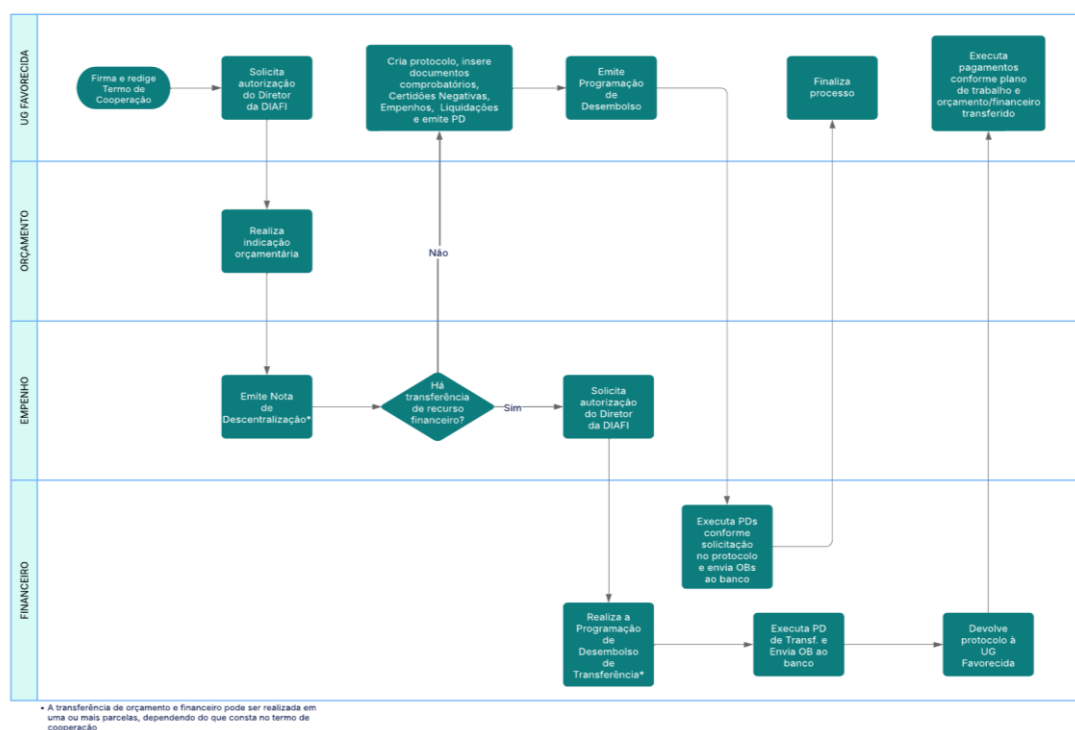 UG FAVORECIDA
Firma e redige
Termo de
Cooperação
Solicita
autorização
do Diretor
da DIAFI
Cria protocolo, insere
documentos
comprobatórios,
Certidões Negativas,
Empenhos, Liquidações
e emite PD
Emite
Programação
de
Desembolso
Finaliza
processo
Executa
pagamentos
conforme plano
de trabalho e
orçamento/financeiro
transferido
ORÇAMENTO
Realiza
indicação
orçamentária
Não
EMPENHO
Emite Nota
de
Descentralização*
Há
transferência
de recurso
financeiro?
Sim
Solicita
autorização
do Diretor
da DIAFI
FINANCEIRO
Executa PDs
conforme
solicitação
no protocolo
e envia OBs
ao banco
Realiza a
Programação
de
Desembolso
de
Transferência*
Executa PD
de Transf. e
Envia OB ao
banco
Devolve
protocolo à
UG
Favorecida
• A transferência de orçamento e financeiro pode ser realizada em
uma ou mais parcelas, dependendo do que consta no termo de
cooperação